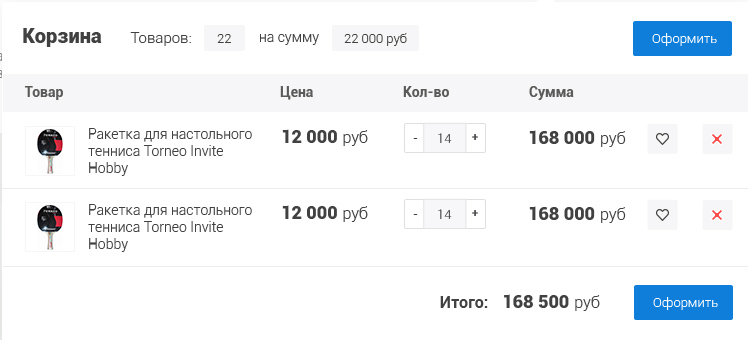 Корзина Товаров: 22 на сумму 22 000 руб Оформить
Товар Цена Кол-во Сумма
Ракетка для настольного 12 000 руб - 14 + 168 000 руб
тенниса Torneo Invite
Hobby
Ракетка для настольного 12 000 руб - 14 + 168 000 руб
тенниса Torneo Invite
Hobby
Итого: 168 500 руб Оформить